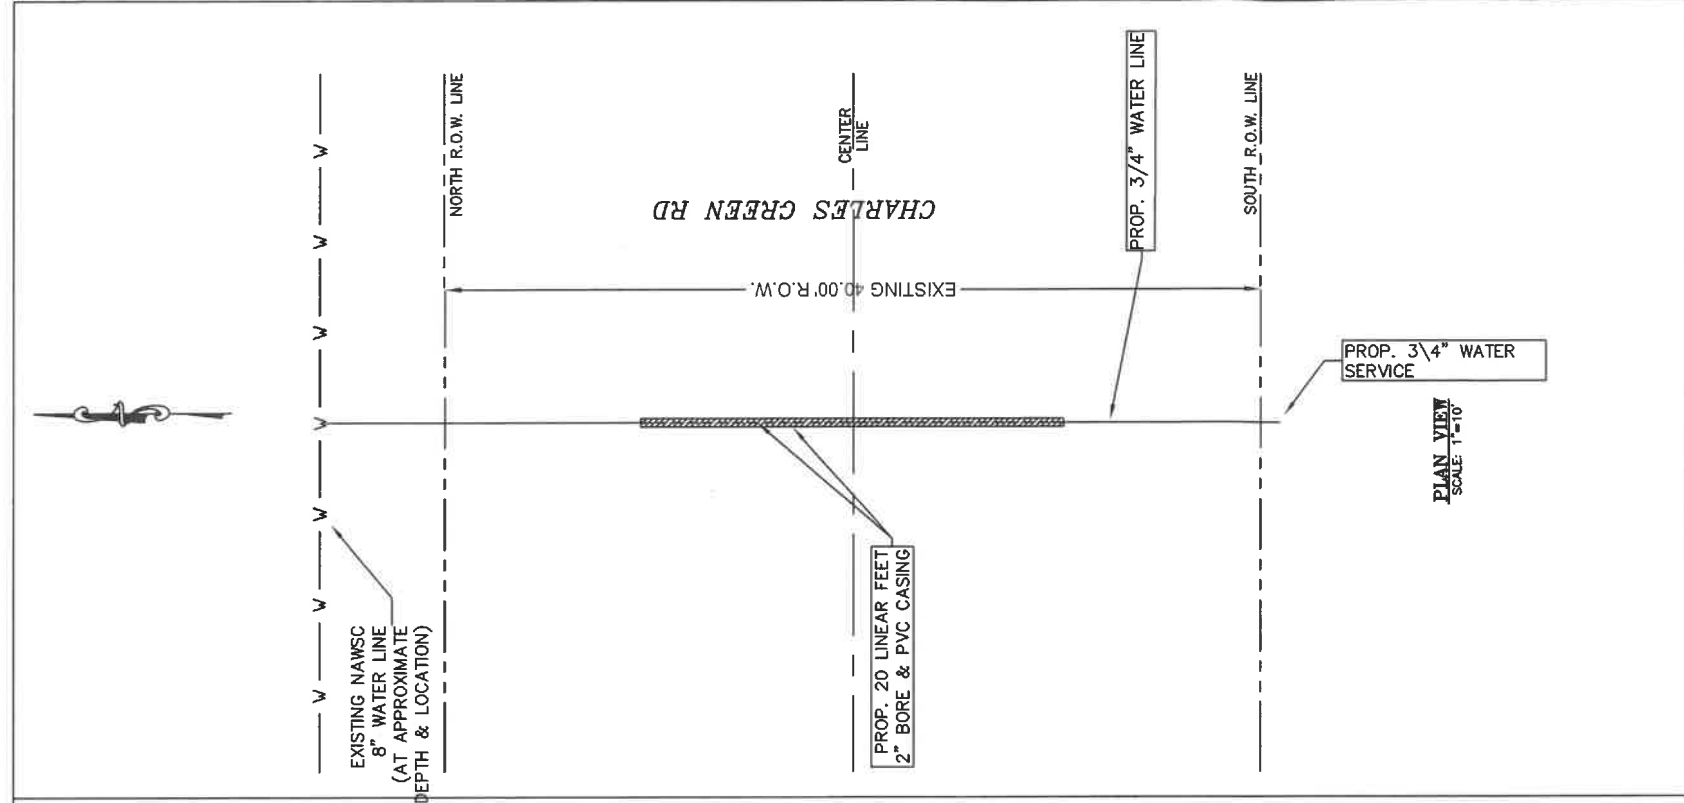 W
W
W
W
W
W
W
EXISTING NAWSC
8" WATER LINE
(AT APPROXIMATE
DEPTH & LOCATION)
NORTH R.O.W. LINE
CHARLES GREEN RD
CENTER
LINE
EXISTING 40.00' R.O.W.
PROP. 20 LINEAR FEET
2" BORE & PVC CASING
PROP. 3/4" WATER LINE
SOUTH R.O.W. LINE
PROP. 3\4" WATER
SERVICE
PLAN VIEW
SCALE: 1"=10'